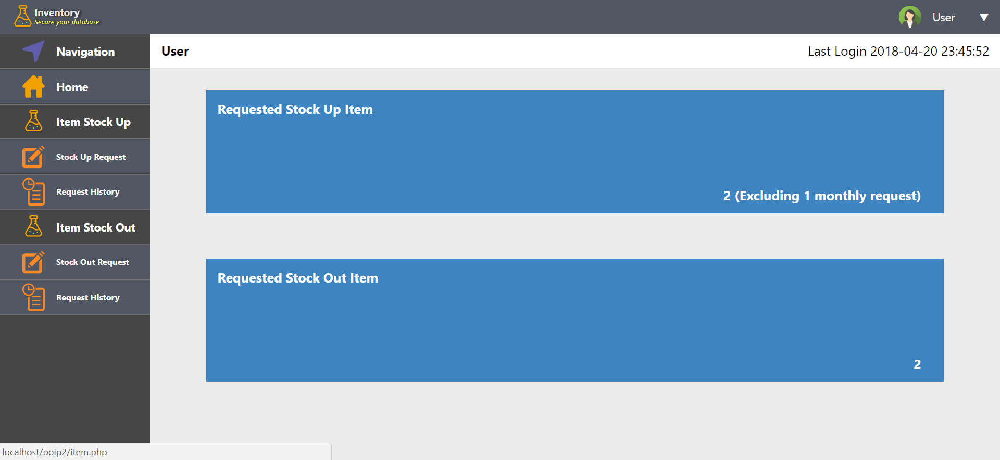 Inventory
Secure your database
User
Navigation
Home
Item Stock Up
Stock Up Request
Request History
Item Stock Out
Stock Out Request
Request History
User
Last Login 2018-04-20 23:45:52
Requested Stock Up Item
2 (Excluding 1 monthly request)
Requested Stock Out Item
2
localhost/poip2/item.php